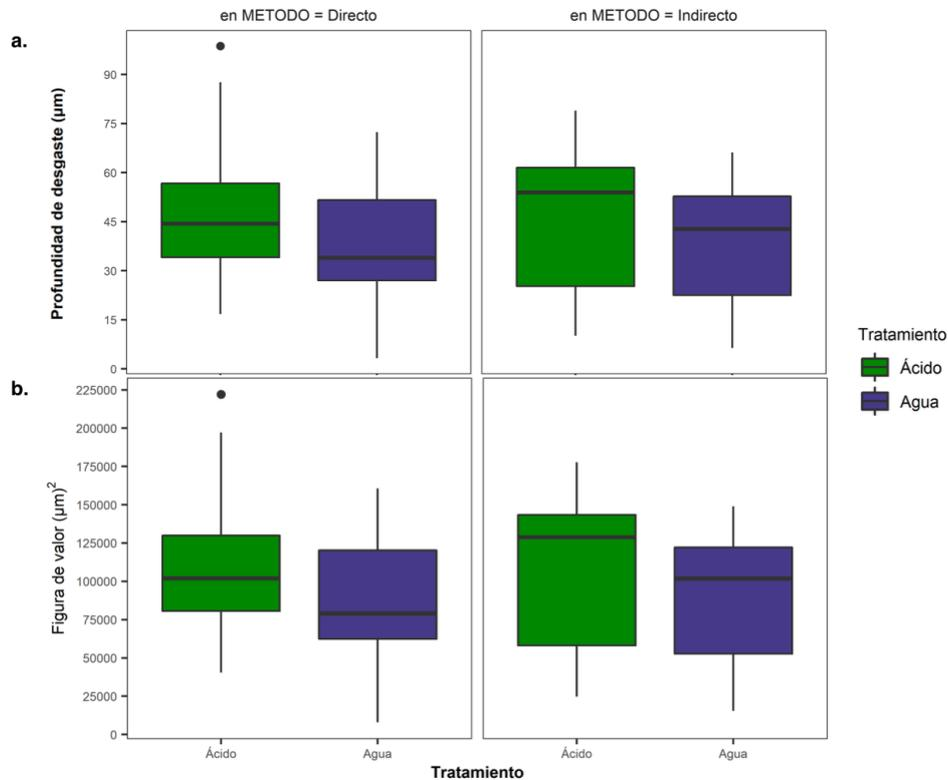 en METODO = Directo
en METODO = Indirecto
a.
Profundidad de desgaste (µm)
90
75
60
45
30
15
0
b.
Figura de valor (µm)²
225000
200000
175000
150000
125000
100000
75000
50000
25000
0
Ácido
Agua
Ácido
Agua
Tratamiento
Tratamiento
Ácido
Agua